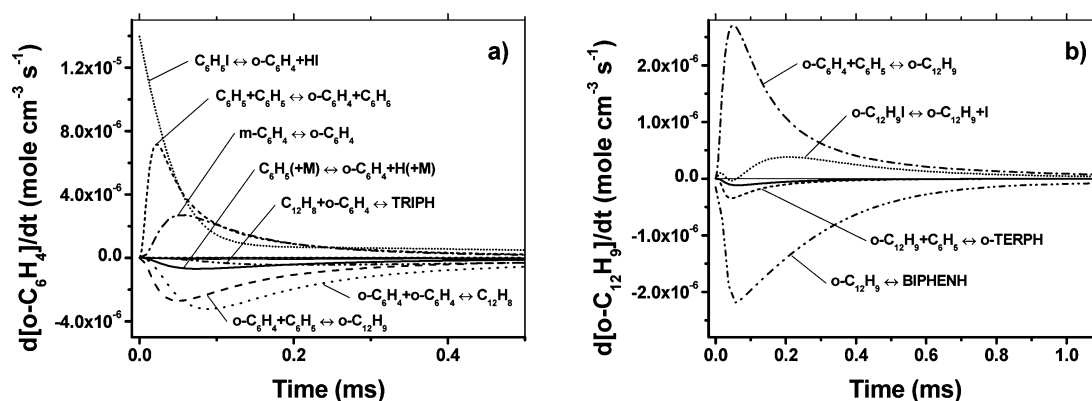 a)
d[o-C₆H₄]/dt (mole cm⁻³ s⁻¹)
1.2x10⁻⁵
8.0x10⁻⁶
4.0x10⁻⁶
0.0
-4.0x10⁻⁶
C₆H₅I ↔ o-C₆H₄+HI
C₆H₅+C₆H₅ ↔ o-C₆H₄+C₆H₆
m-C₆H₄ ↔ o-C₆H₄
C₆H₅(+M) ↔ o-C₆H₄+H(+M)
C₁₂H₈+o-C₆H₄ ↔ TRIPH
o-C₆H₄+o-C₆H₄ ↔ C₁₂H₈
o-C₆H₄+C₆H₅ ↔ o-C₁₂H₉
0.0 0.2 0.4
Time (ms)
b)
d[o-C₁₂H₉]/dt (mole cm⁻³ s⁻¹)
2.0x10⁻⁶
1.0x10⁻⁶
0.0
-1.0x10⁻⁶
-2.0x10⁻⁶
o-C₆H₄+C₆H₅ ↔ o-C₁₂H₉
o-C₁₂H₉I ↔ o-C₁₂H₉+I
o-C₁₂H₉+C₆H₅ ↔ o-TERPH
o-C₁₂H₉ ↔ BIPHENH
0.0 0.2 0.4 0.6 0.8 1.0
Time (ms)